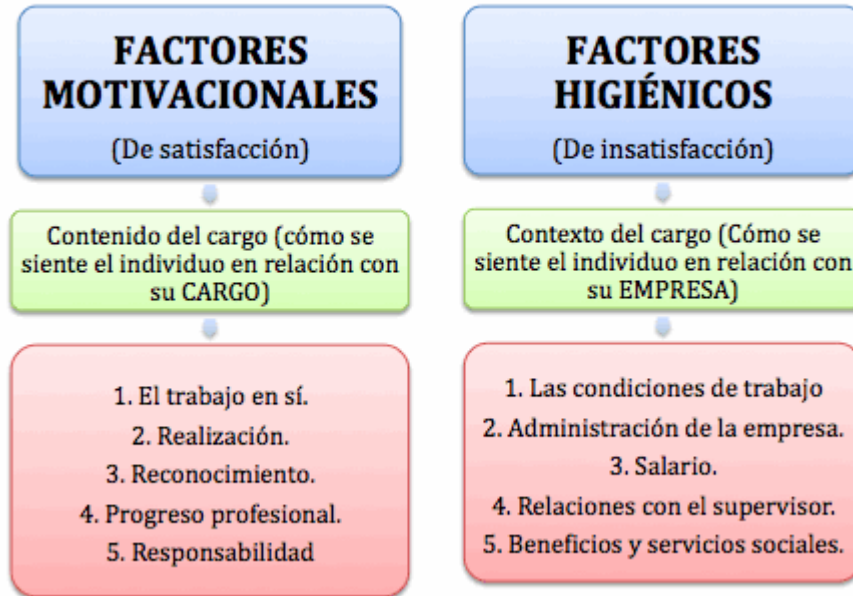 FACTORES
MOTIVACIONALES
(De satisfacción)
Contenido del cargo (cómo se
siente el individuo en relación con
su CARGO)
1. El trabajo en sí.
2. Realización.
3. Reconocimiento.
4. Progreso profesional.
5. Responsabilidad
FACTORES
HIGIÉNICOS
(De insatisfacción)
Contexto del cargo (Cómo se
siente el individuo en relación con
su EMPRESA)
1. Las condiciones de trabajo
2. Administración de la empresa.
3. Salario.
4. Relaciones con el supervisor.
5. Beneficios y servicios sociales.